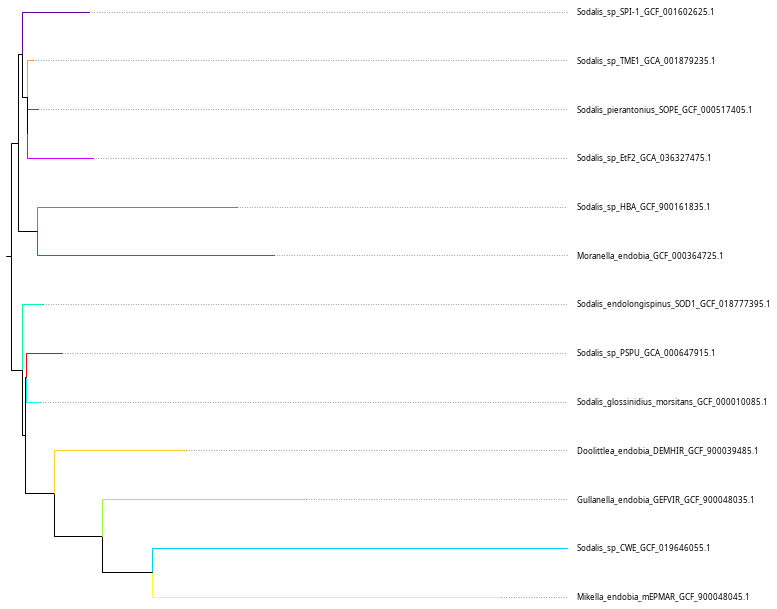 Sodalis_sp_SPI-1_GCF_001602625.1
Sodalis_sp_TME1_GCA_001879235.1
Sodalis_pierantonius_SOPE_GCF_000517405.1
Sodalis_sp_EtF2_GCA_036327475.1
Sodalis_sp_HBA_GCF_900161835.1
Moranella_endobia_GCF_000364725.1
Sodalis_endolongispinus_SOD1_GCF_018777395.1
Sodalis_sp_PSPU_GCA_000647915.1
Sodalis_glossinidius_morsitans_GCF_000010085.1
Doolittlea_endobia_DEMHIR_GCF_900039485.1
Gullanella_endobia_GEFVIR_GCF_900048035.1
Sodalis_sp_CWE_GCF_019646055.1
Mikella_endobia_mEPMAR_GCF_900048045.1